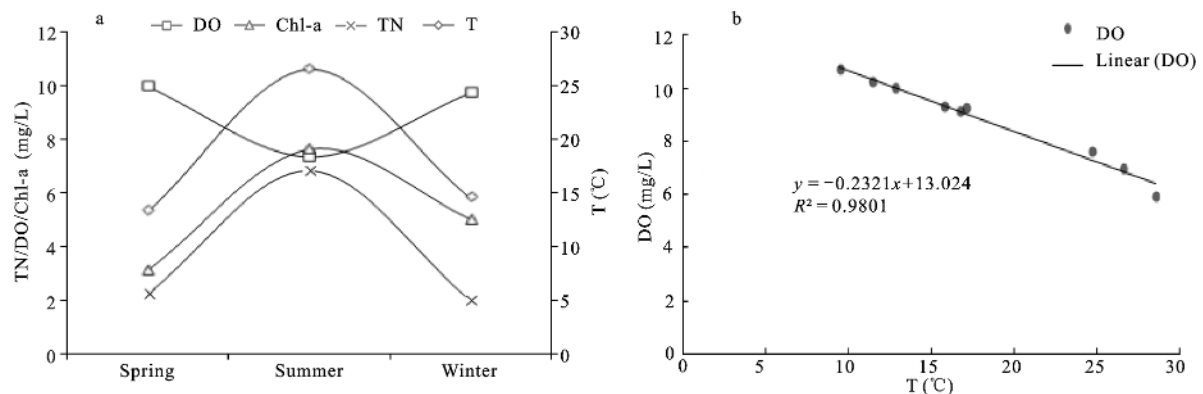 a
DO Chl-a TN T
TN/DO/Chl-a (mg/L)
12
10
8
6
4
2
0
30
25
20
15
10
5
0
T (℃)
Spring Summer Winter
b
DO
Linear (DO)
DO (mg/L)
12
10
8
6
4
2
0
y = −0.2321x+13.024
R² = 0.9801
0 5 10 15 20 25 30
T (℃)